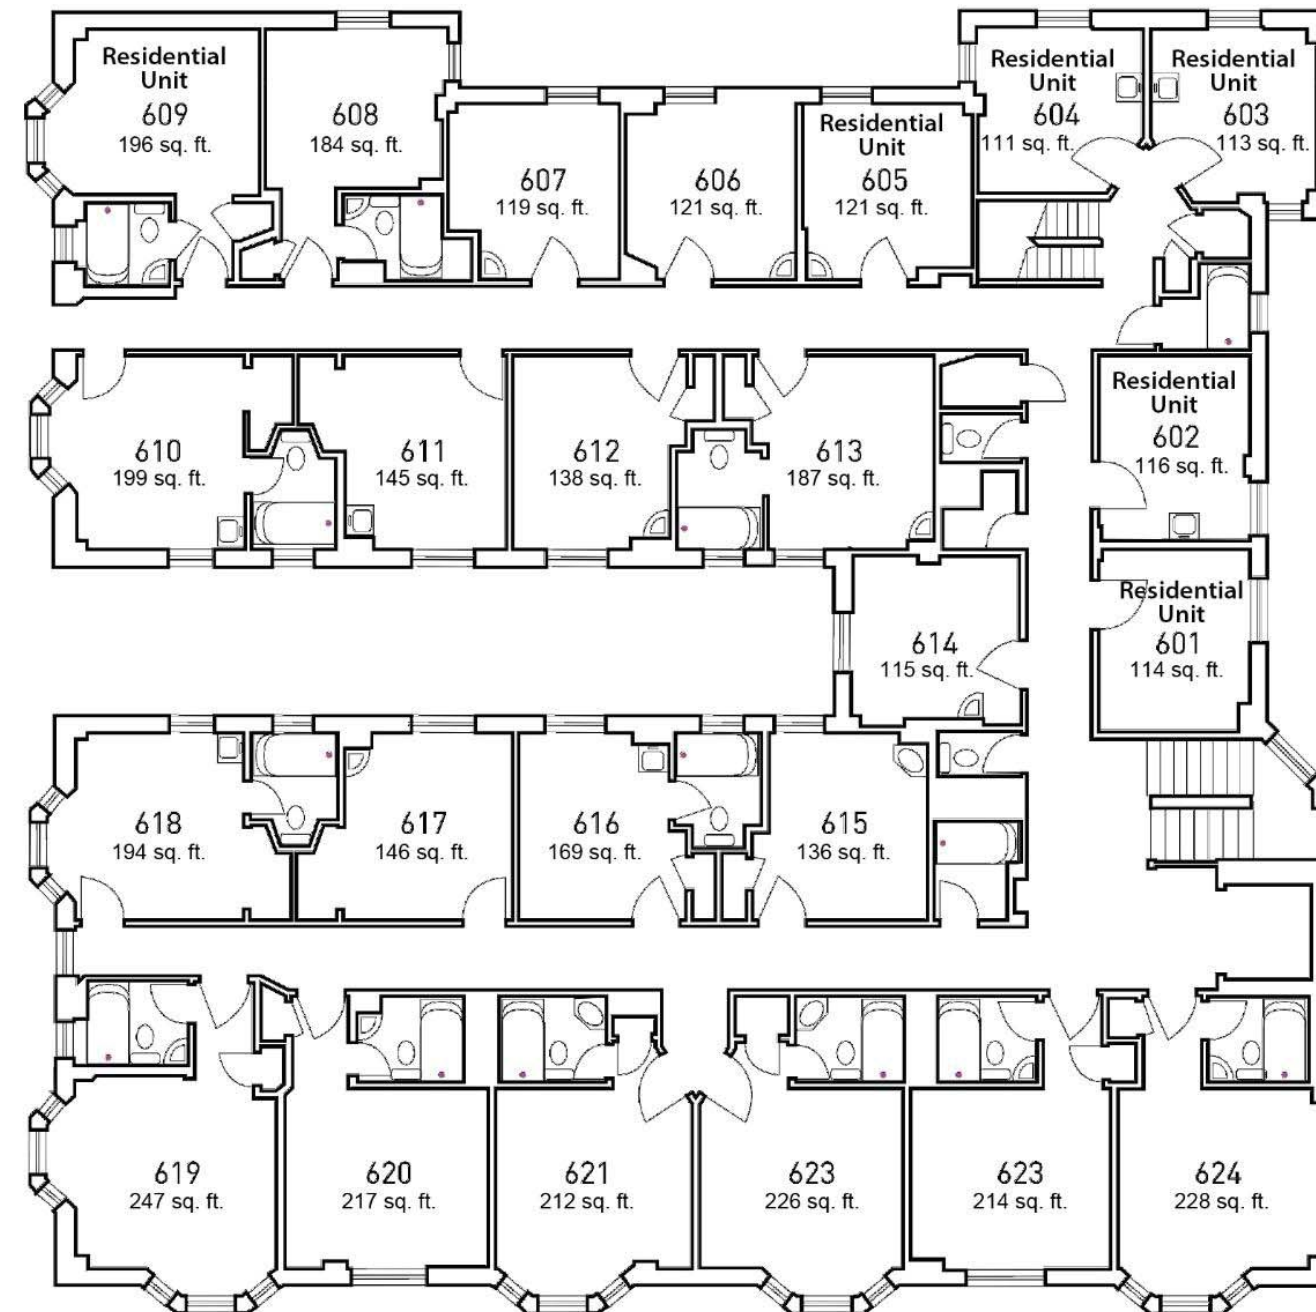 Residential
Unit
609
196 sq. ft.
608
184 sq. ft.
607
119 sq. ft.
606
121 sq. ft.
Residential
Unit
605
121 sq. ft.
Residential
Unit
604
111 sq. ft.
Residential
Unit
603
113 sq. ft.
610
199 sq. ft.
611
145 sq. ft.
612
138 sq. ft.
613
187 sq. ft.
Residential
Unit
602
116 sq. ft.
614
115 sq. ft.
Residential
Unit
601
114 sq. ft.
618
194 sq. ft.
617
146 sq. ft.
616
169 sq. ft.
615
136 sq. ft.
619
247 sq. ft.
620
217 sq. ft.
621
212 sq. ft.
623
226 sq. ft.
623
214 sq. ft.
624
228 sq. ft.